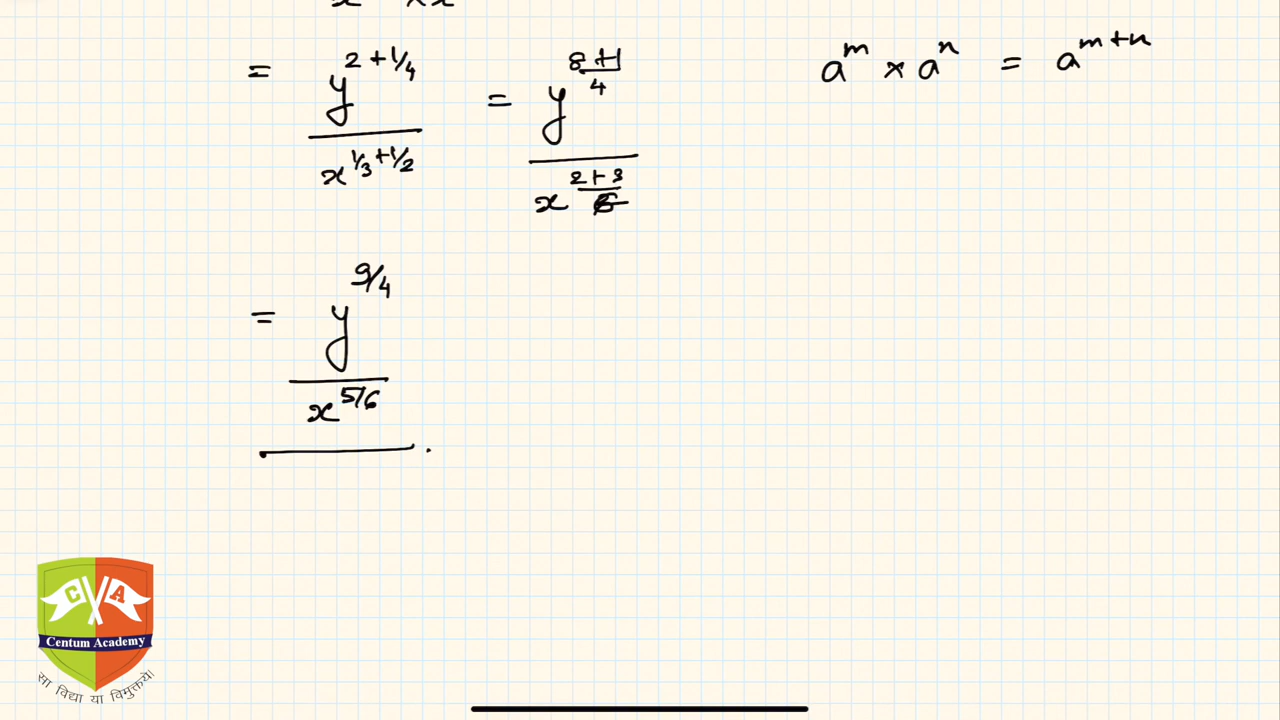 = y^{2+1/4} / x^{1/3+1/2} = y^{(8+1)/4} / x^{(2+3)/6}
a^m × a^n = a^{m+n}
= y^{9/4} / x^{5/6}
CA
Centum Academy
सा विद्या या विमुक्तये।